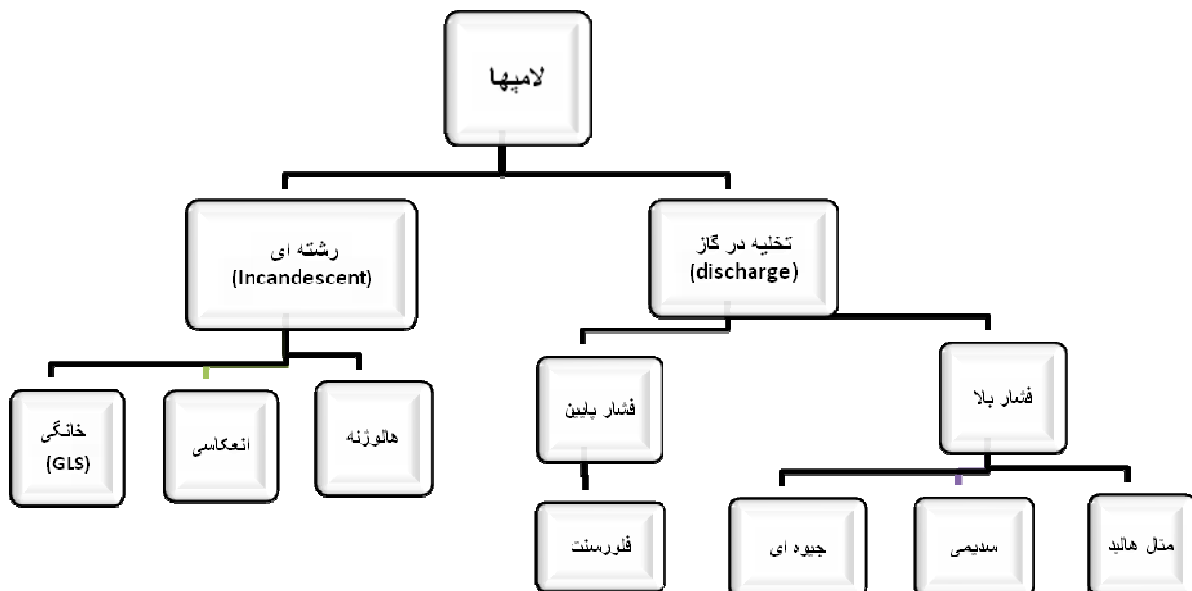 لامپها
رشته ای
(Incandescent)
تخلیه در گاز
(discharge)
خانگی
(GLS)
انعکاسی
هالوژنه
فشار پایین
فشار بالا
فلورسنت
جیوه ای
سدیمی
متال هالید